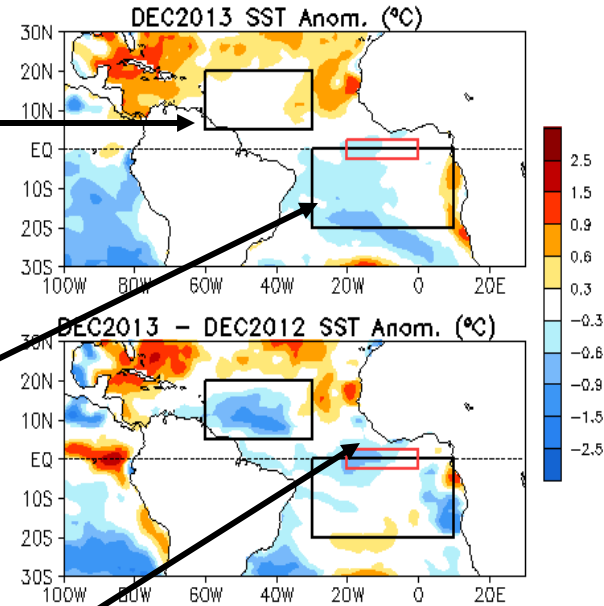 DEC2013 SST Anom. (ºC)
30N
20N
10N
EQ
10S
20S
30S
100W 80W 60W 40W 20W 0 20E
DEC2013 - DEC2012 SST Anom. (ºC)
30N
20N
10N
EQ
10S
20S
30S
100W 80W 60W 40W 20W 0 20E
2.5
1.5
0.9
0.6
0.3
-0.3
-0.6
-0.9
-1.5
-2.5